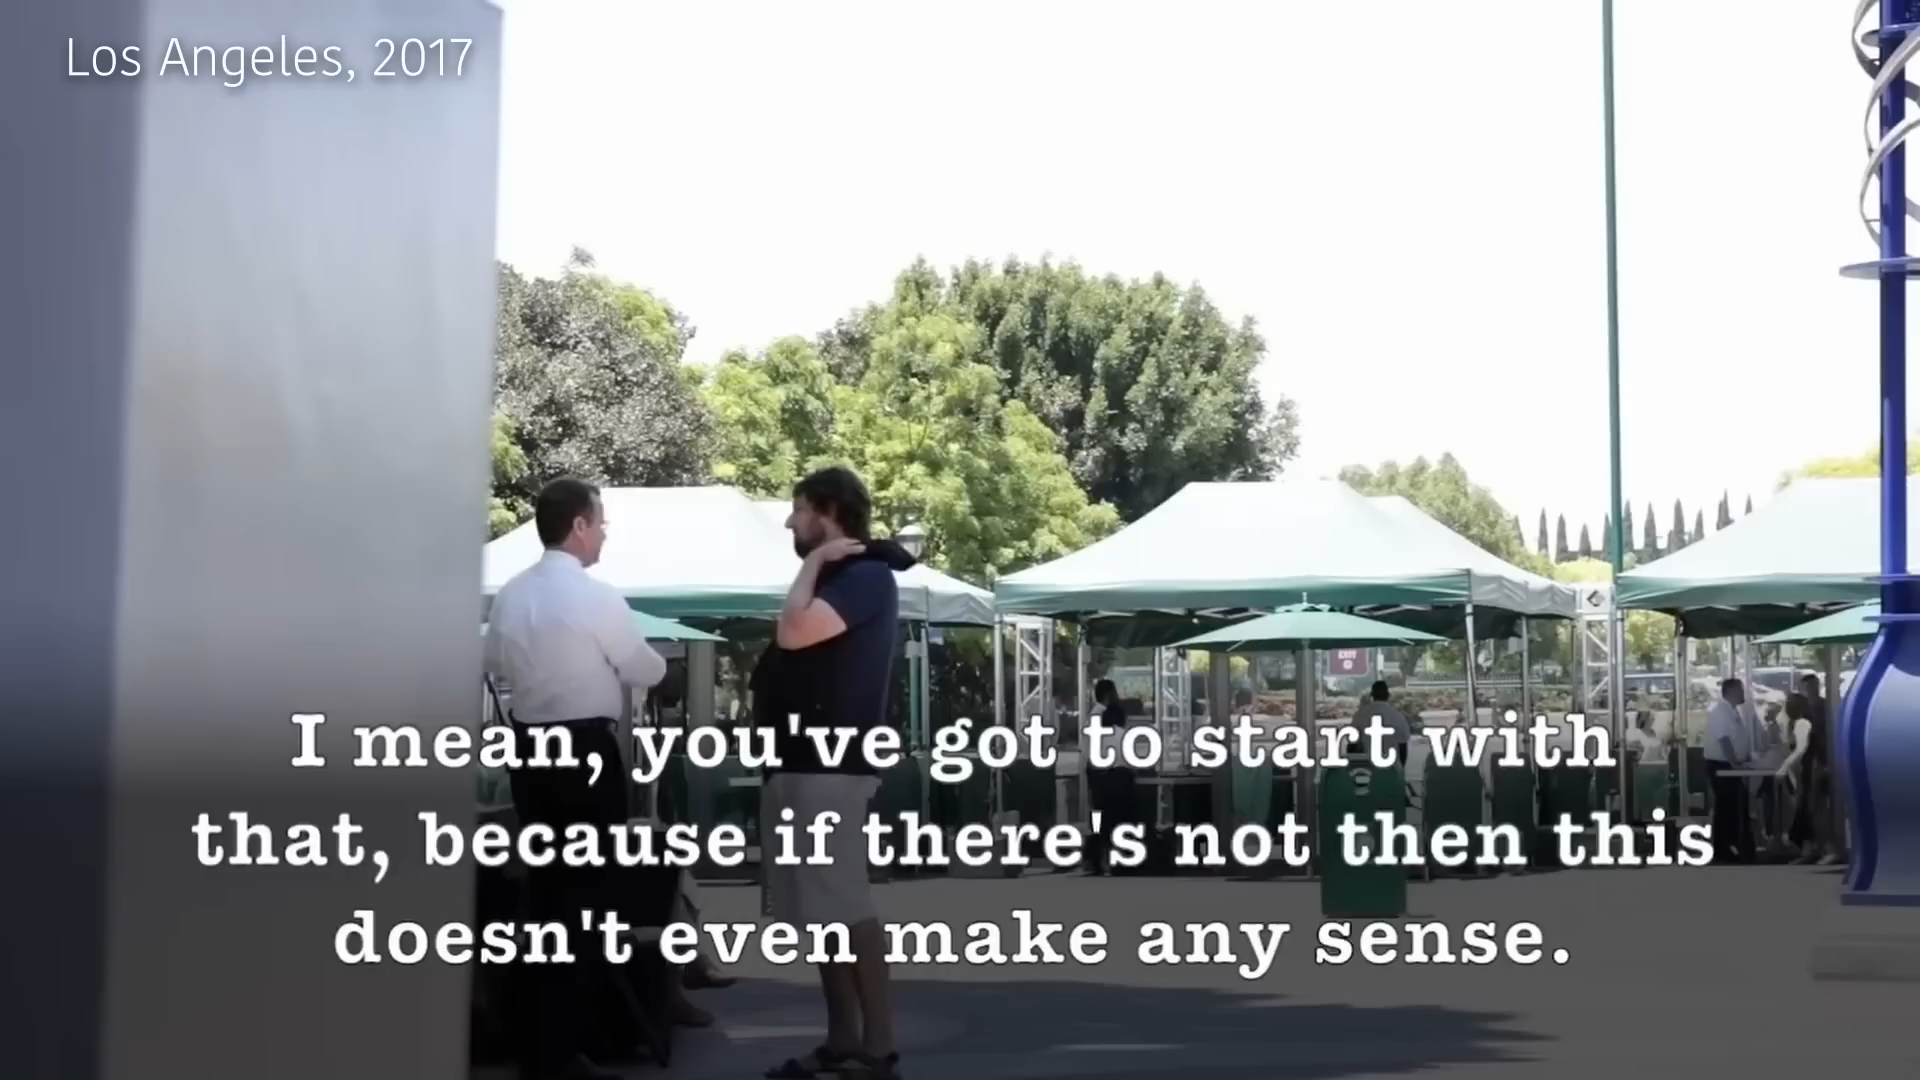 Los Angeles, 2017
EXIT
I mean, you've got to start with
that, because if there's not then this
doesn't even make any sense.